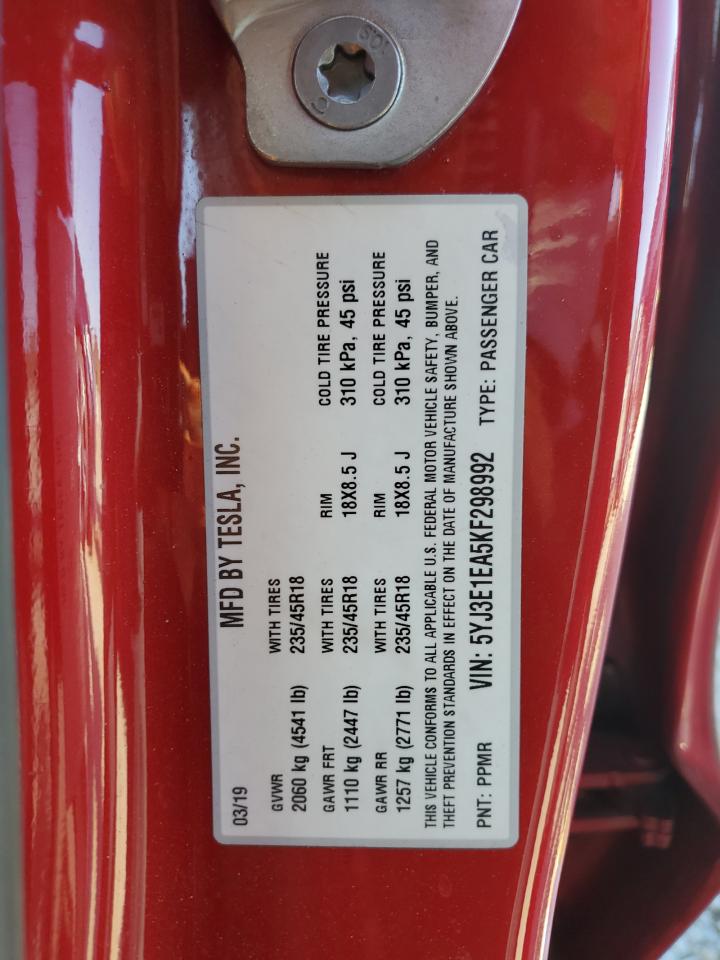 03/19 MFD BY TESLA, INC.
GVWR WITH TIRES
2060 kg (4541 lb) 235/45R18
GAWR FRT WITH TIRES RIM COLD TIRE PRESSURE
1110 kg (2447 lb) 235/45R18 18X8.5 J 310 kPa, 45 psi
GAWR RR WITH TIRES RIM COLD TIRE PRESSURE
1257 kg (2771 lb) 235/45R18 18X8.5 J 310 kPa, 45 psi
THIS VEHICLE CONFORMS TO ALL APPLICABLE U.S. FEDERAL MOTOR VEHICLE SAFETY, BUMPER, AND
THEFT PREVENTION STANDARDS IN EFFECT ON THE DATE OF MANUFACTURE SHOWN ABOVE.
PNT: PPMR VIN: 5YJ3E1EA5KF298992 TYPE: PASSENGER CAR